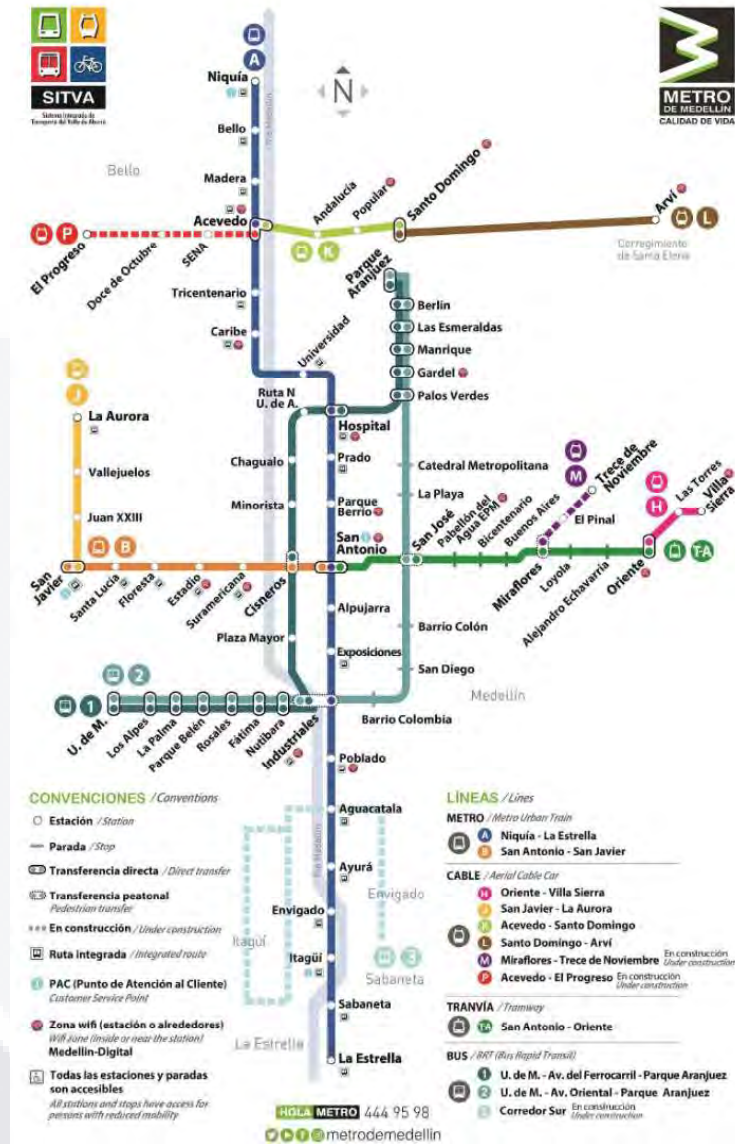 SITVA
Sistema Integrado de
Transporte del Valle de Aburrá
A
N
METRO
DE MEDELLÍN
CALIDAD DE VIDA
Niquía
Bello
Bello
Madera
Acevedo
Río Medellín
Andalucía
Popular
Santo Domingo
Arví
L
P
K
El Progreso
Doce de Octubre
SENA
Corregimiento
de Santa Elena
Parque
Aranjuez
Tricentenario
Berlín
Caribe
Universidad
Las Esmeraldas
Manrique
Gardel
J
Ruta N
U. de A.
Palos Verdes
La Aurora
Hospital
M
Trece de
Noviembre
Chagualo
Prado
Catedral Metropolitana
H
Las Torres
Villa
Sierra
Vallejuelos
Minorista
Parque
Berrío
La Playa
El Pinal
Juan XXIII
B
San
Antonio
San José
Pabellón del
Agua EPM
Bicentenario
Buenos Aires
T-A
San
Javier
Santa Lucía
Floresta
Estadio
Suramericana
Cisneros
Miraflores
Loyola
Alejandro Echavarría
Oriente
Alpujarra
Plaza Mayor
Barrio Colón
Exposiciones
San Diego
2
1
Medellín
U. de M.
Los Alpes
La Palma
Parque Belén
Rosales
Fátima
Nutibara
Industriales
Barrio Colombia
Poblado
Aguacatala
Río Medellín
Ayurá
Envigado
Envigado
Itagüí
Itagüí
3
Sabaneta
Sabaneta
La Estrella
La Estrella
CONVENCIONES / Conventions
Estación / Station
Parada / Stop
Transferencia directa / Direct transfer
Transferencia peatonal
Pedestrian transfer
En construcción / Under construction
Ruta integrada / Integrated route
PAC (Punto de Atención al Cliente)
Customer Service Point
Zona wifi (estación o alrededores)
Wifi zone (inside or near the station)
Medellín-Digital
Todas las estaciones y paradas
son accesibles
All stations and stops have access for
persons with reduced mobility
LÍNEAS / Lines
METRO / Metro Urban Train
A Niquía - La Estrella
B San Antonio - San Javier
CABLE / Aerial Cable Car
H Oriente - Villa Sierra
J San Javier - La Aurora
K Acevedo - Santo Domingo
L Santo Domingo - Arví
M Miraflores - Trece de Noviembre En construcción
Under construction
P Acevedo - El Progreso En construcción
Under construction
TRANVÍA / Tramway
T-A San Antonio - Oriente
BUS / BRT (Bus Rapid Transit)
1 U. de M. - Av. del Ferrocarril - Parque Aranjuez
2 U. de M. - Av. Oriental - Parque Aranjuez
3 Corredor Sur En construcción
Under construction
HOLA METRO 444 95 98
metrodemedellin